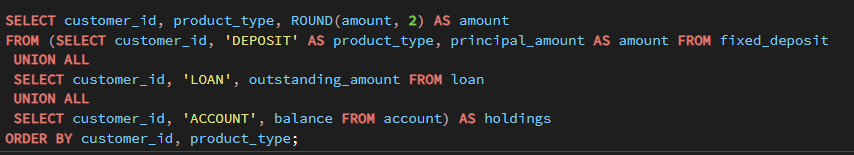 SELECT customer_id, product_type, ROUND(amount, 2) AS amount
FROM (SELECT customer_id, 'DEPOSIT' AS product_type, principal_amount AS amount FROM fixed_deposit
UNION ALL
SELECT customer_id, 'LOAN', outstanding_amount FROM loan
UNION ALL
SELECT customer_id, 'ACCOUNT', balance FROM account) AS holdings
ORDER BY customer_id, product_type;